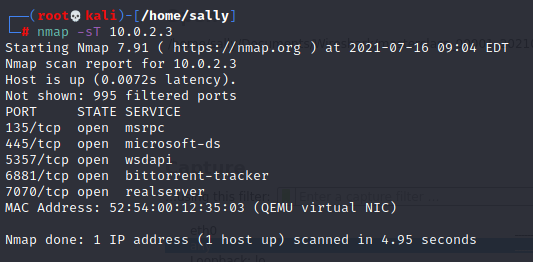 ┌──(root💀kali)-[/home/sally]
└─# nmap -sT 10.0.2.3
Starting Nmap 7.91 ( https://nmap.org ) at 2021-07-16 09:04 EDT
Nmap scan report for 10.0.2.3
Host is up (0.0072s latency).
Not shown: 995 filtered ports
PORT     STATE SERVICE
135/tcp  open  msrpc
445/tcp  open  microsoft-ds
5357/tcp open  wsdapi
6881/tcp open  bittorrent-tracker
7070/tcp open  realserver
MAC Address: 52:54:00:12:35:03 (QEMU virtual NIC)
Nmap done: 1 IP address (1 host up) scanned in 4.95 seconds